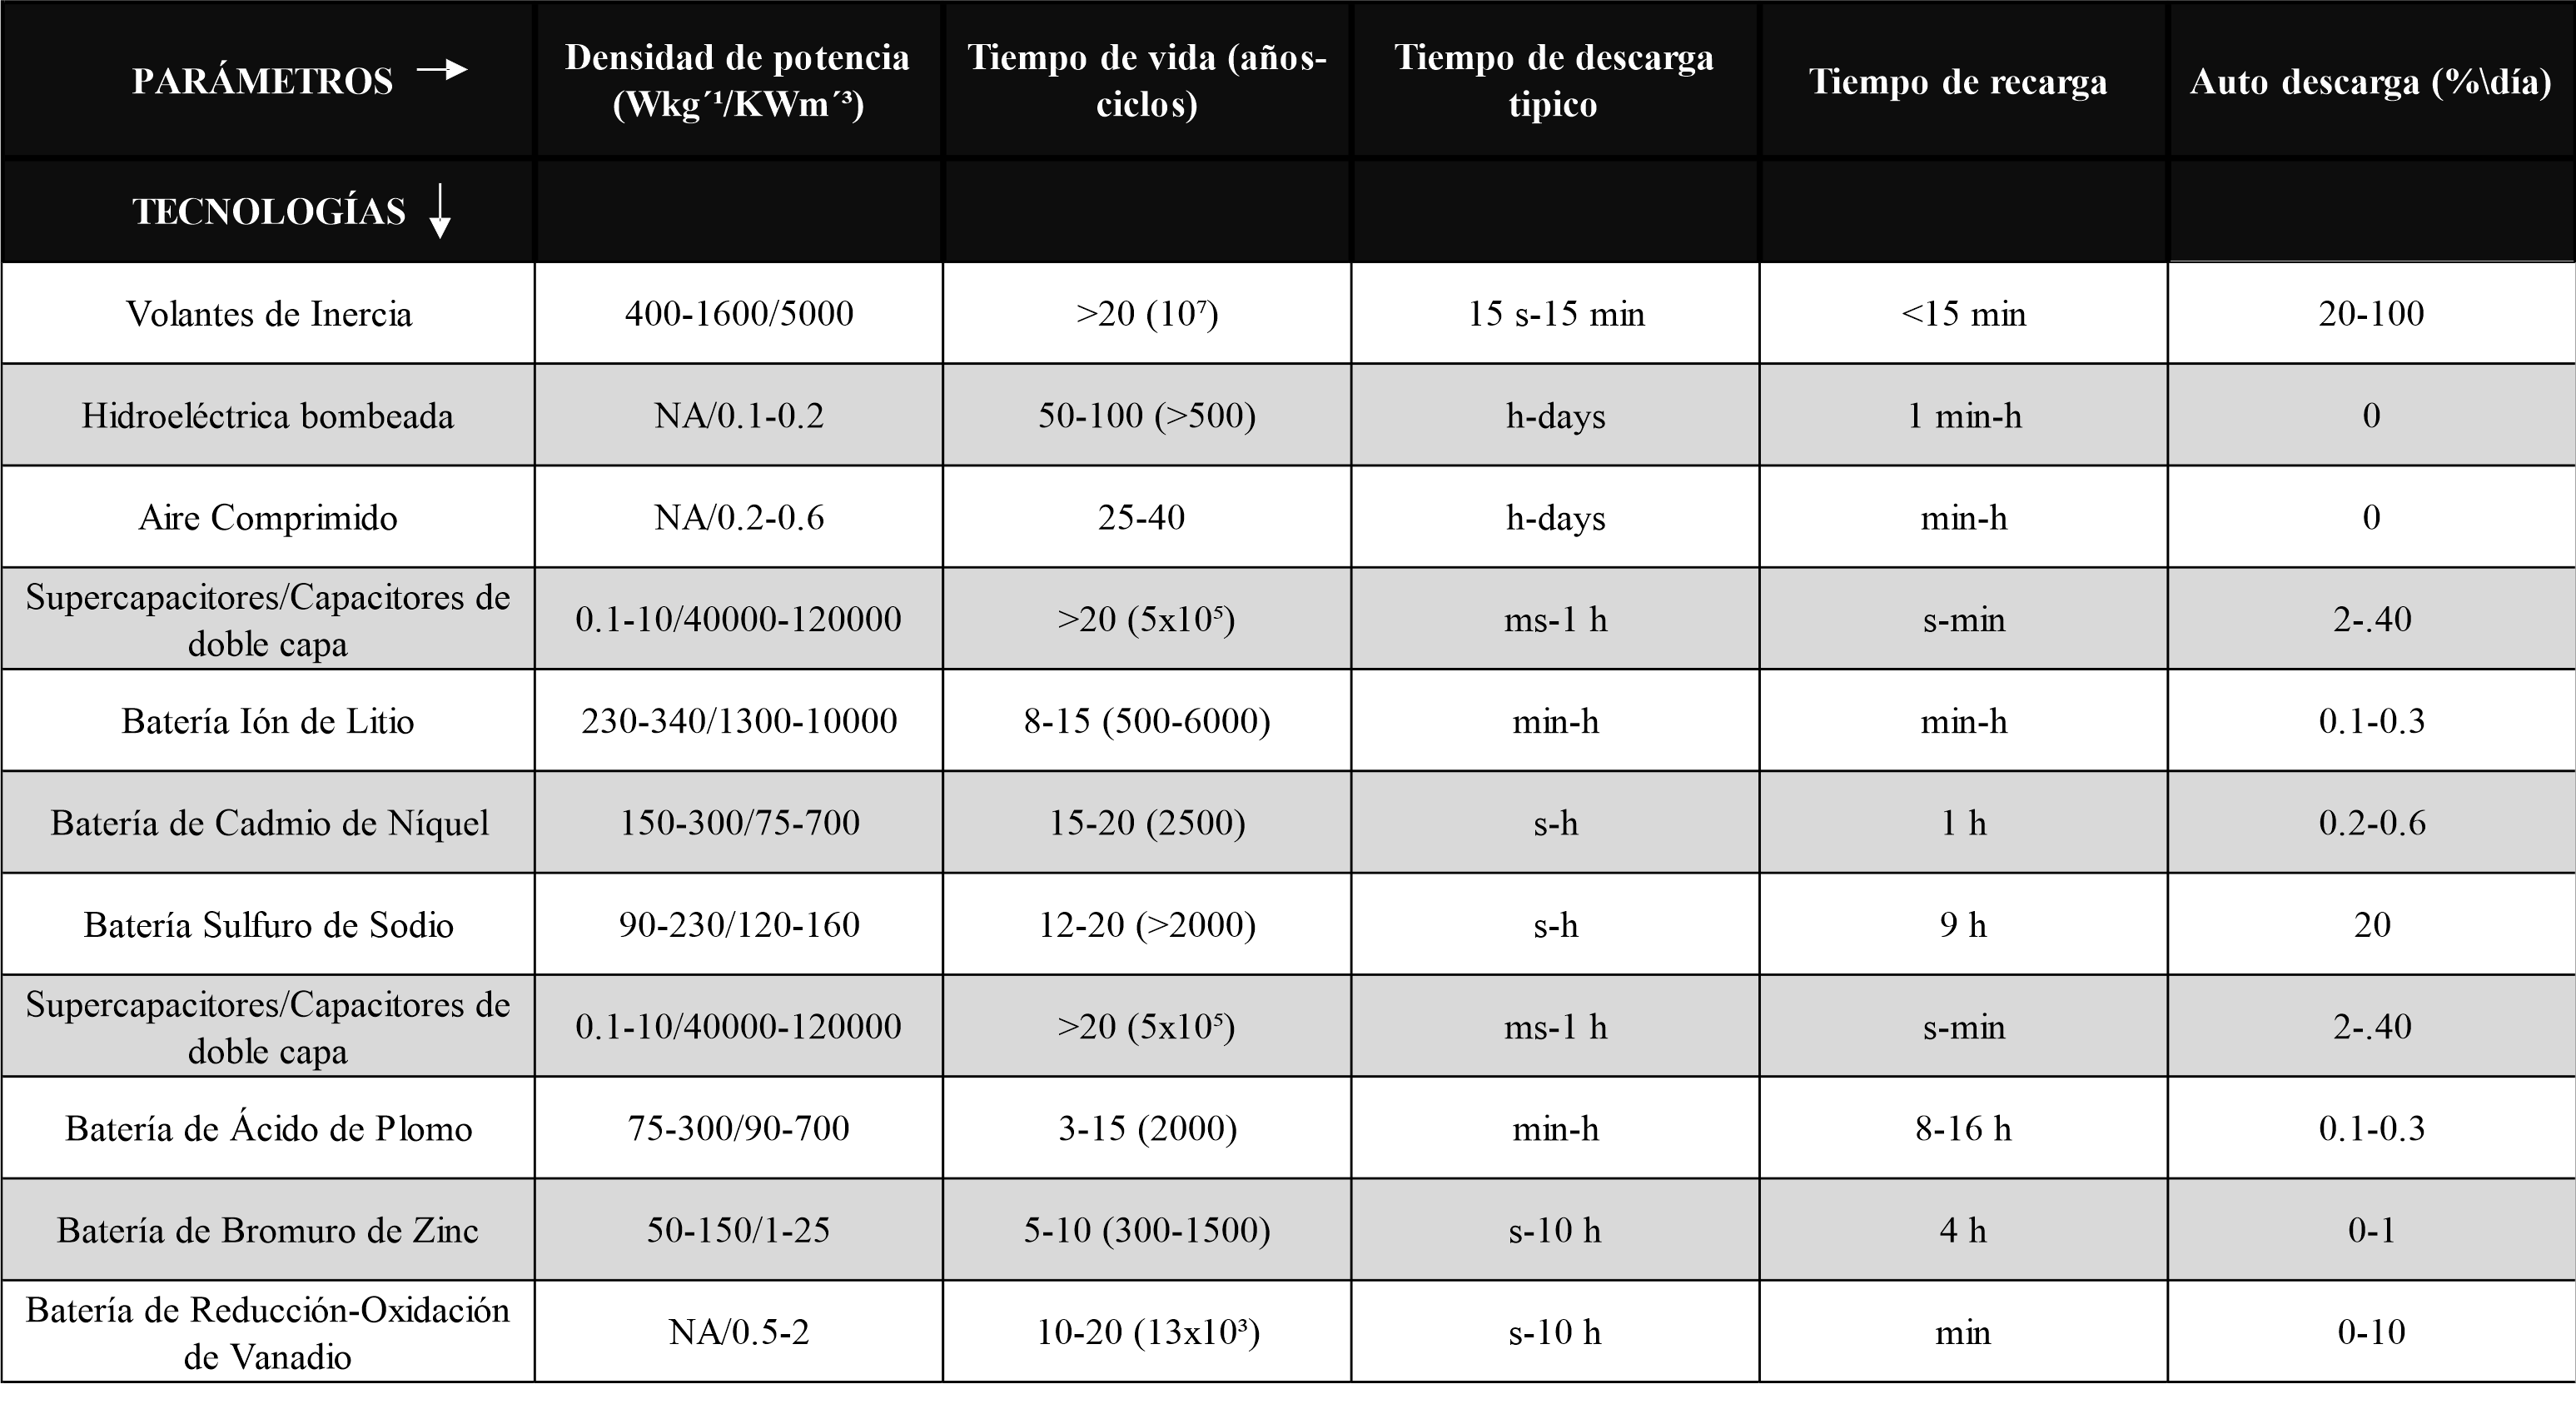 PARÁMETROS → Densidad de potencia (Wkg´¹/KWm´³) Tiempo de vida (años-ciclos) Tiempo de descarga tipico Tiempo de recarga Auto descarga (%\día)
TECNOLOGÍAS ↓
Volantes de Inercia 400-1600/5000 >20 (10⁷) 15 s-15 min <15 min 20-100
Hidroeléctrica bombeada NA/0.1-0.2 50-100 (>500) h-days 1 min-h 0
Aire Comprimido NA/0.2-0.6 25-40 h-days min-h 0
Supercapacitores/Capacitores de doble capa 0.1-10/40000-120000 >20 (5x10⁵) ms-1 h s-min 2-.40
Batería Ión de Litio 230-340/1300-10000 8-15 (500-6000) min-h min-h 0.1-0.3
Batería de Cadmio de Níquel 150-300/75-700 15-20 (2500) s-h 1 h 0.2-0.6
Batería Sulfuro de Sodio 90-230/120-160 12-20 (>2000) s-h 9 h 20
Supercapacitores/Capacitores de doble capa 0.1-10/40000-120000 >20 (5x10⁵) ms-1 h s-min 2-.40
Batería de Ácido de Plomo 75-300/90-700 3-15 (2000) min-h 8-16 h 0.1-0.3
Batería de Bromuro de Zinc 50-150/1-25 5-10 (300-1500) s-10 h 4 h 0-1
Batería de Reducción-Oxidación de Vanadio NA/0.5-2 10-20 (13x10³) s-10 h min 0-10